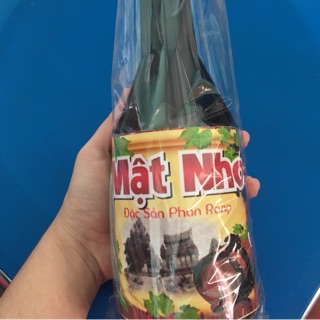 Mật Nho
Đặc Sản Phan Rang